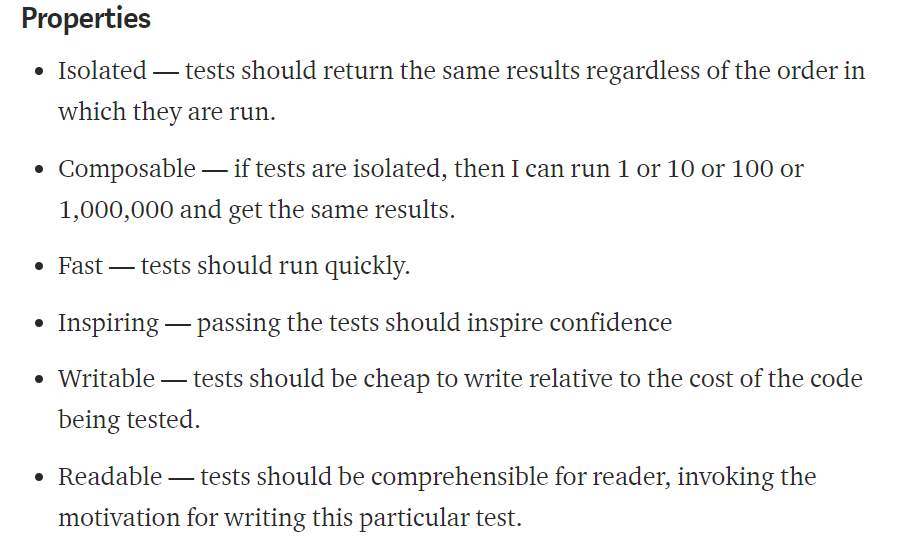 Properties
• Isolated — tests should return the same results regardless of the order in
which they are run.
• Composable — if tests are isolated, then I can run 1 or 10 or 100 or
1,000,000 and get the same results.
• Fast — tests should run quickly.
• Inspiring — passing the tests should inspire confidence
• Writable — tests should be cheap to write relative to the cost of the code
being tested.
• Readable — tests should be comprehensible for reader, invoking the
motivation for writing this particular test.